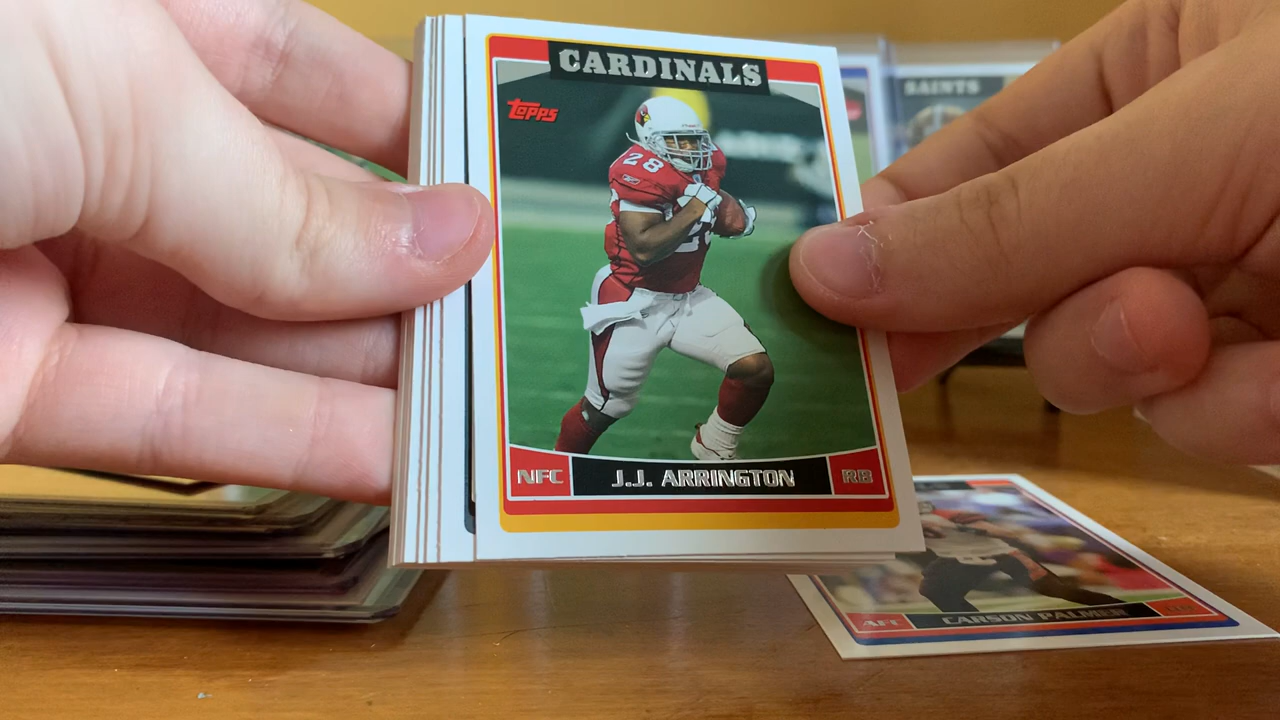 CARDINALS
Topps
28
NFC J.J. ARRINGTON RB
SAINTS
AFC CARSON PALMER